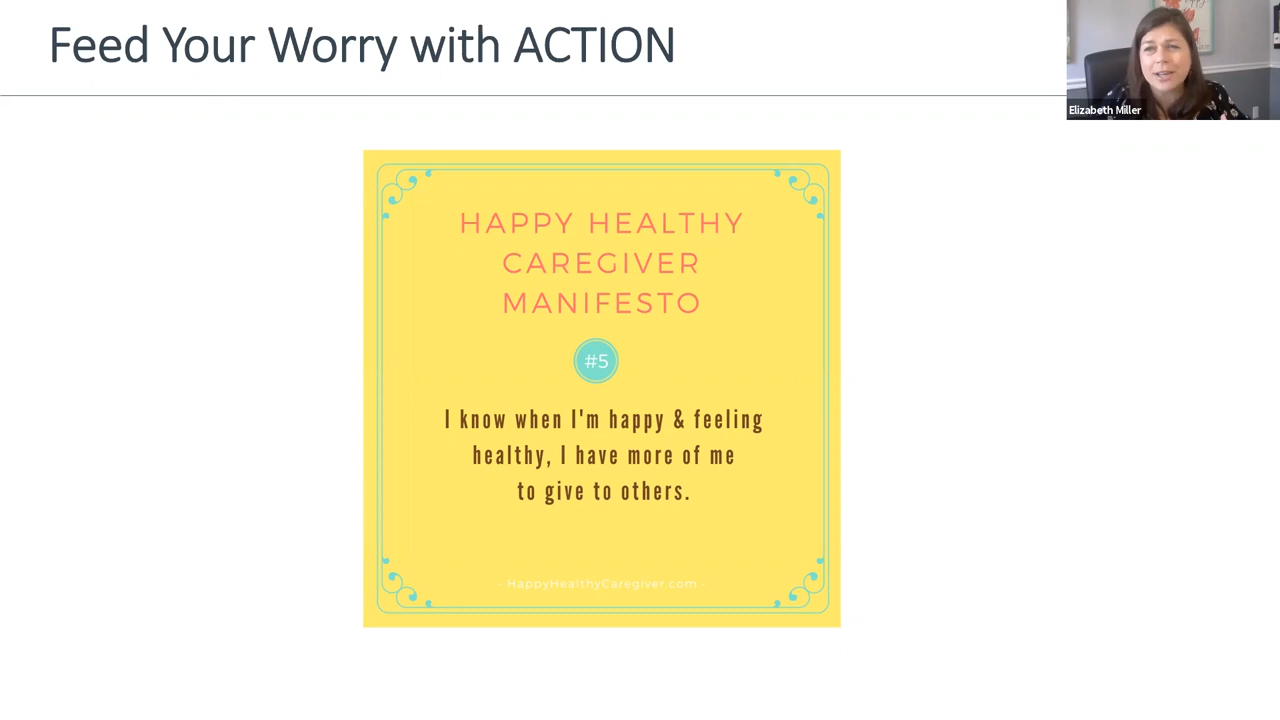 Feed Your Worry with ACTION
Elizabeth Miller
HAPPY HEALTHY
CAREGIVER
MANIFESTO
#5
I know when I'm happy & feeling
healthy, I have more of me
to give to others.
- HappyHealthyCaregiver.com -